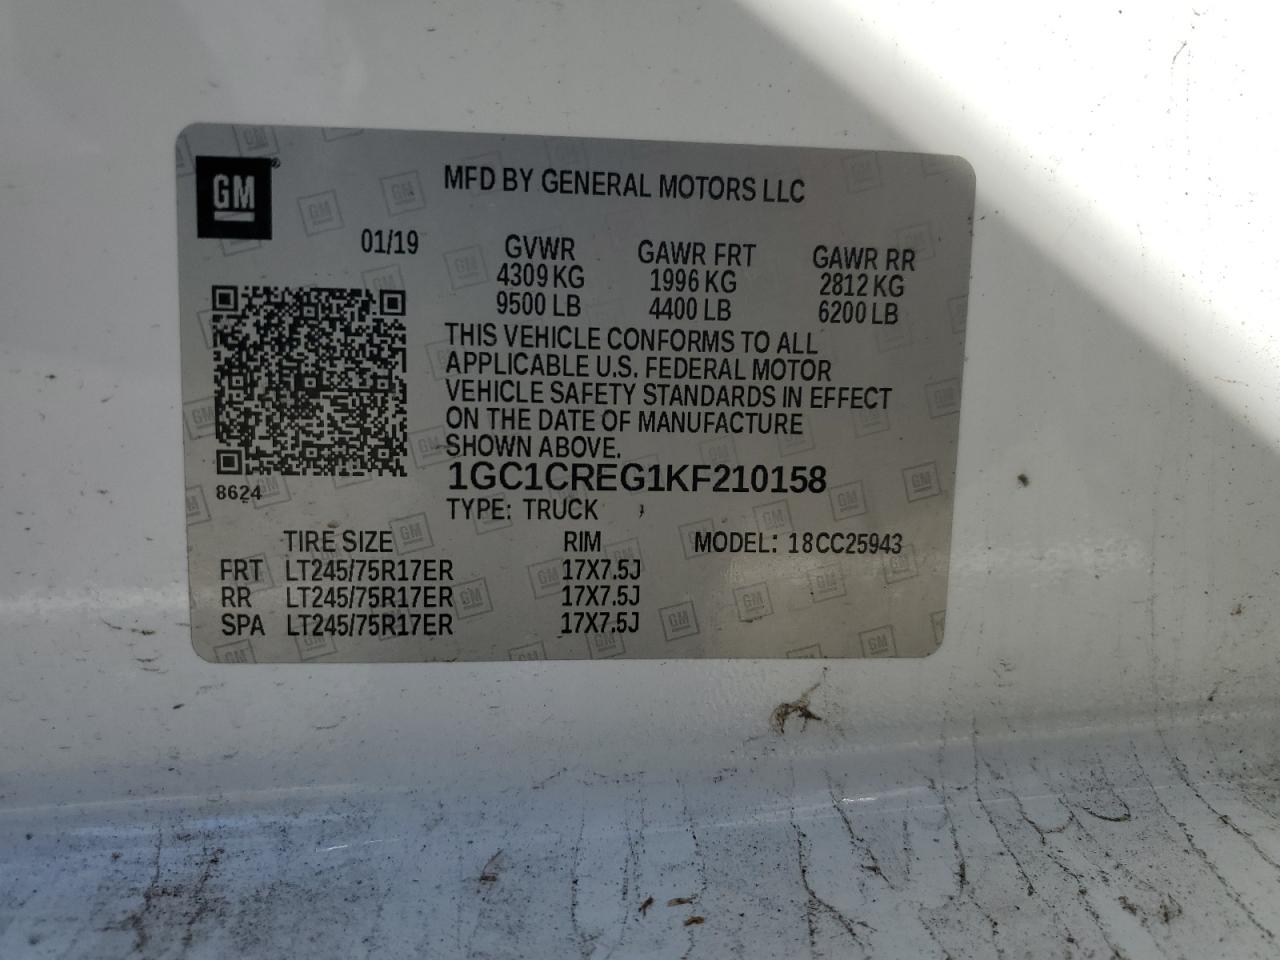 GM®
MFD BY GENERAL MOTORS LLC
01/19
GVWR GAWR FRT GAWR RR
4309 KG 1996 KG 2812 KG
9500 LB 4400 LB 6200 LB
THIS VEHICLE CONFORMS TO ALL
APPLICABLE U.S. FEDERAL MOTOR
VEHICLE SAFETY STANDARDS IN EFFECT
ON THE DATE OF MANUFACTURE
SHOWN ABOVE.
8624
1GC1CREG1KF210158
TYPE: TRUCK
TIRE SIZE RIM MODEL: 18CC25943
FRT LT245/75R17ER 17X7.5J
RR LT245/75R17ER 17X7.5J
SPA LT245/75R17ER 17X7.5J